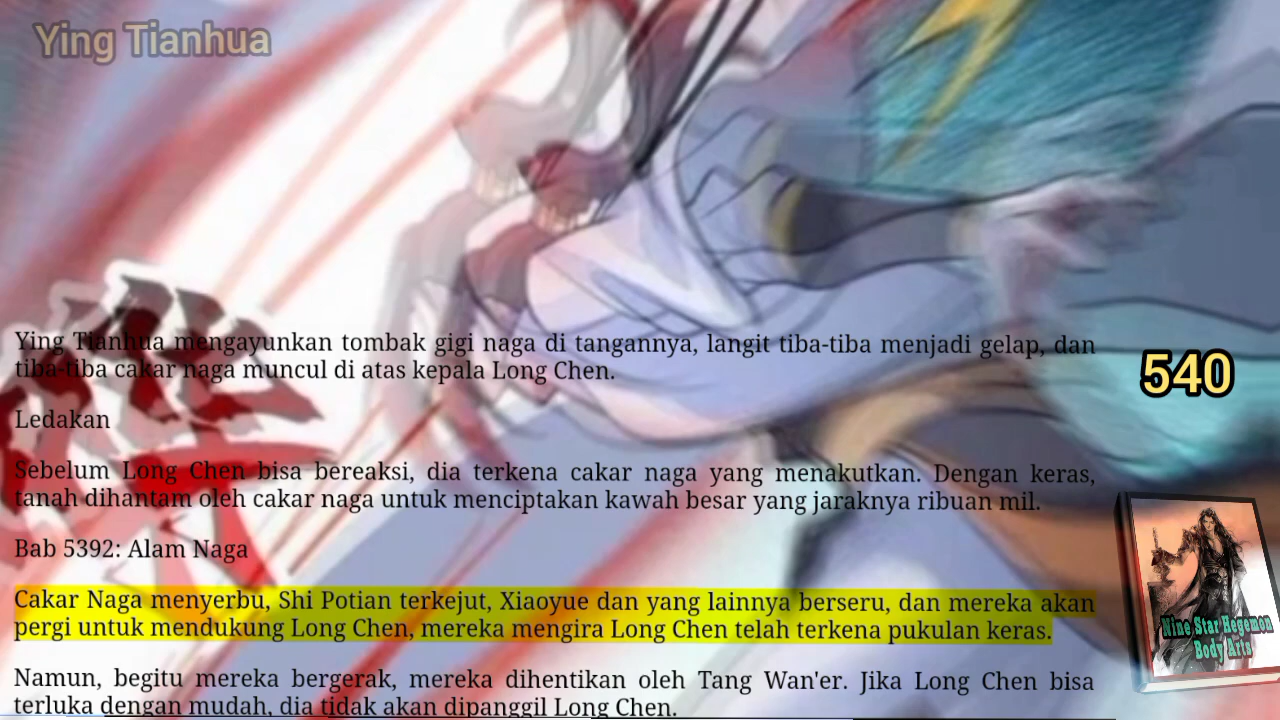 Ying Tianhua
Ying Tianhua mengayunkan tombak gigi naga di tangannya, langit tiba-tiba menjadi gelap, dan
tiba-tiba cakar naga muncul di atas kepala Long Chen.
Ledakan
540
Sebelum Long Chen bisa bereaksi, dia terkena cakar naga yang menakutkan. Dengan keras,
tanah dihantam oleh cakar naga untuk menciptakan kawah besar yang jaraknya ribuan mil.
Bab 5392: Alam Naga
Cakar Naga menyerbu, Shi Potian terkejut, Xiaoyue dan yang lainnya berseru, dan mereka akan
pergi untuk mendukung Long Chen, mereka mengira Long Chen telah terkena pukulan keras.
Nine Star Hegemon
Body Arts
Namun, begitu mereka bergerak, mereka dihentikan oleh Tang Wan'er. Jika Long Chen bisa
terluka dengan mudah, dia tidak akan dipanggil Long Chen.